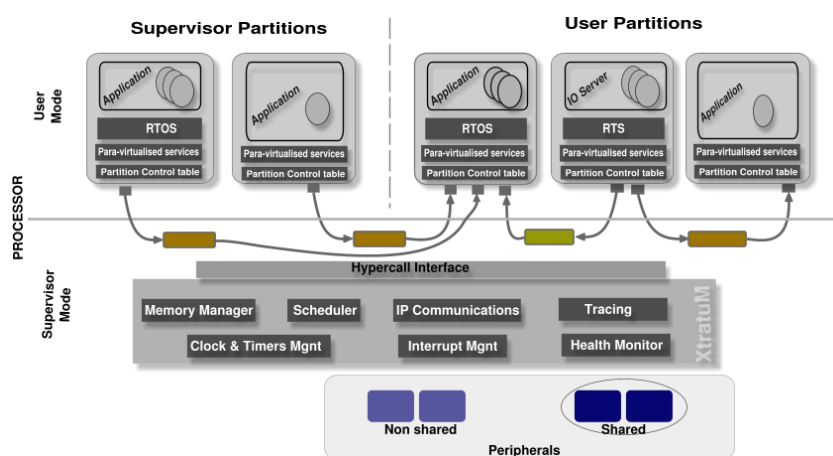 Supervisor Partitions
User Partitions
PROCESSOR
User Mode
Application
RTOS
Para-virtualised services
Partition Control table
Application
Para-virtualised services
Partition Control table
Application
RTOS
Para-virtualised services
Partition Control table
IO Server
RTS
Para-virtualised services
Partition Control table
Application
Para-virtualised services
Partition Control table
Supervisor Mode
Hypercall Interface
Memory Manager
Scheduler
IP Communications
Tracing
Clock & Timers Mgnt
Interrupt Mgnt
Health Monitor
XtratuM
Non shared
Shared
Peripherals